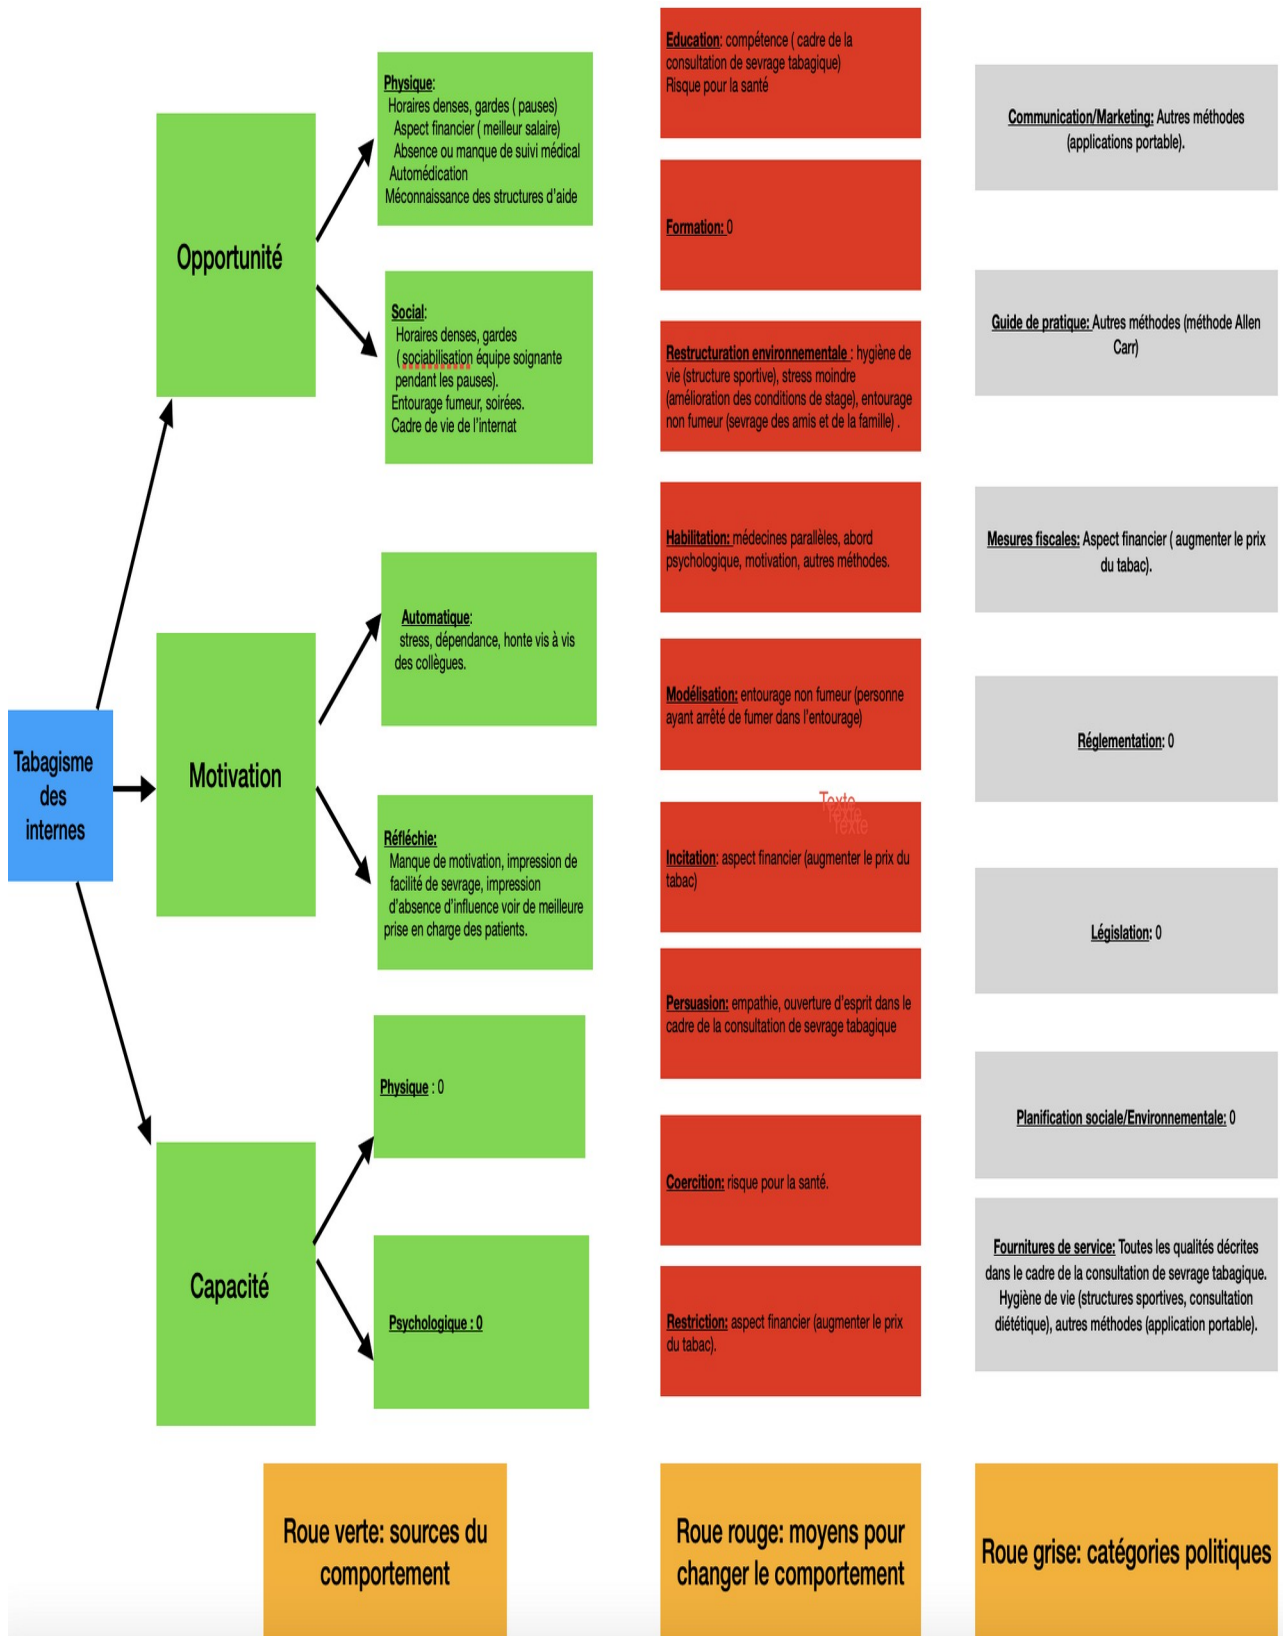 Tabagisme
des
internes
Opportunité
Physique:
Horaires denses, gardes ( pauses)
Aspect financier ( meilleur salaire)
Absence ou manque de suivi médical
Automédication
Méconnaissance des structures d'aide
Social:
Horaires denses, gardes
( sociabilisation équipe soignante
pendant les pauses).
Entourage fumeur, soirées.
Cadre de vie de l'internat
Motivation
Automatique:
stress, dépendance, honte vis à vis
des collègues.
Réfléchie:
Manque de motivation, impression de
facilité de sevrage, impression
d'absence d'influence voir de meilleure
prise en charge des patients.
Capacité
Physique : 0
Psychologique : 0
Roue verte: sources du
comportement
Education: compétence ( cadre de la
consultation de sevrage tabagique)
Risque pour la santé
Formation: 0
Restructuration environnementale : hygiène de
vie (structure sportive), stress moindre
(amélioration des conditions de stage), entourage
non fumeur (sevrage des amis et de la famille) .
Habilitation: médecines parallèles, abord
psychologique, motivation, autres méthodes.
Modélisation: entourage non fumeur (personne
ayant arrêté de fumer dans l'entourage)
Texte
Texte
Texte
Incitation: aspect financier (augmenter le prix du
tabac)
Persuasion: empathie, ouverture d'esprit dans le
cadre de la consultation de sevrage tabagique
Coercition: risque pour la santé.
Restriction: aspect financier (augmenter le prix
du tabac).
Roue rouge: moyens pour
changer le comportement
Communication/Marketing: Autres méthodes
(applications portable).
Guide de pratique: Autres méthodes (méthode Allen
Carr)
Mesures fiscales: Aspect financier ( augmenter le prix
du tabac).
Réglementation: 0
Législation: 0
Planification sociale/Environnementale: 0
Fournitures de service: Toutes les qualités décrites
dans le cadre de la consultation de sevrage tabagique.
Hygiène de vie (structures sportives, consultation
diététique), autres méthodes (application portable).
Roue grise: catégories politiques